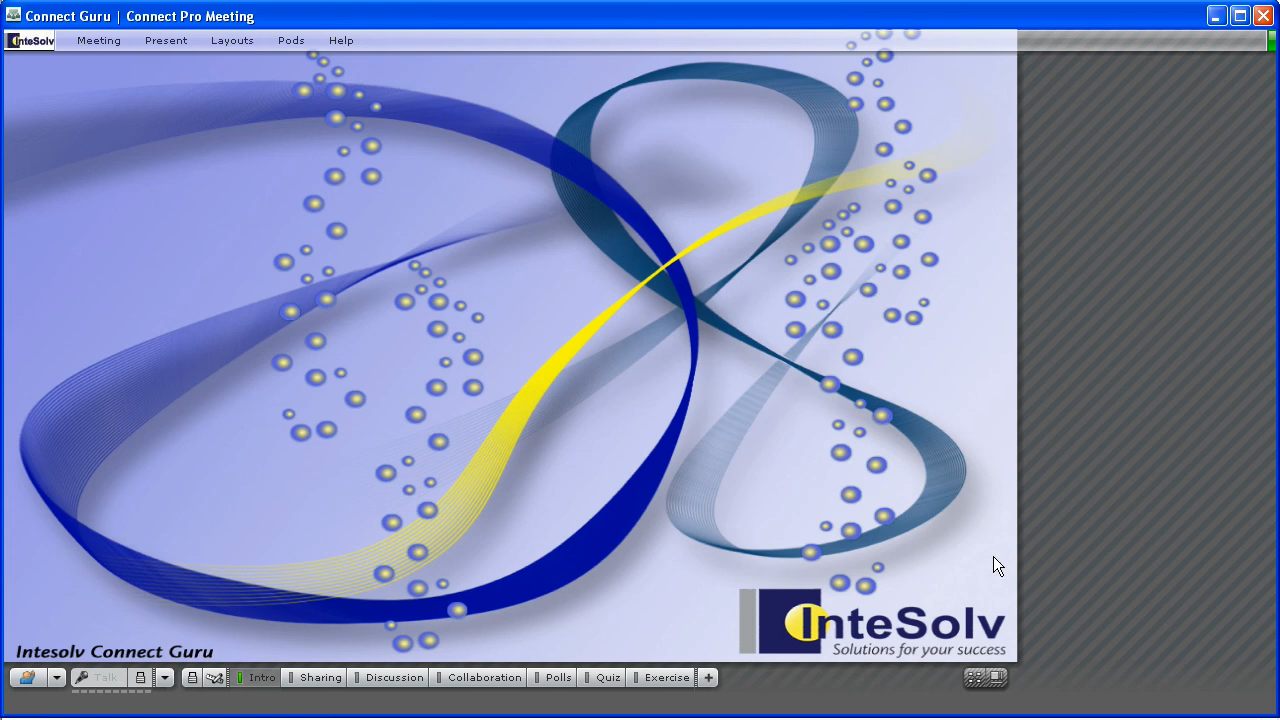 Connect Guru | Connect Pro Meeting
InteSolv Meeting Present Layouts Pods Help
InteSolv
Solutions for your success
Intesolv Connect Guru
Talk Intro Sharing Discussion Collaboration Polls Quiz Exercise +